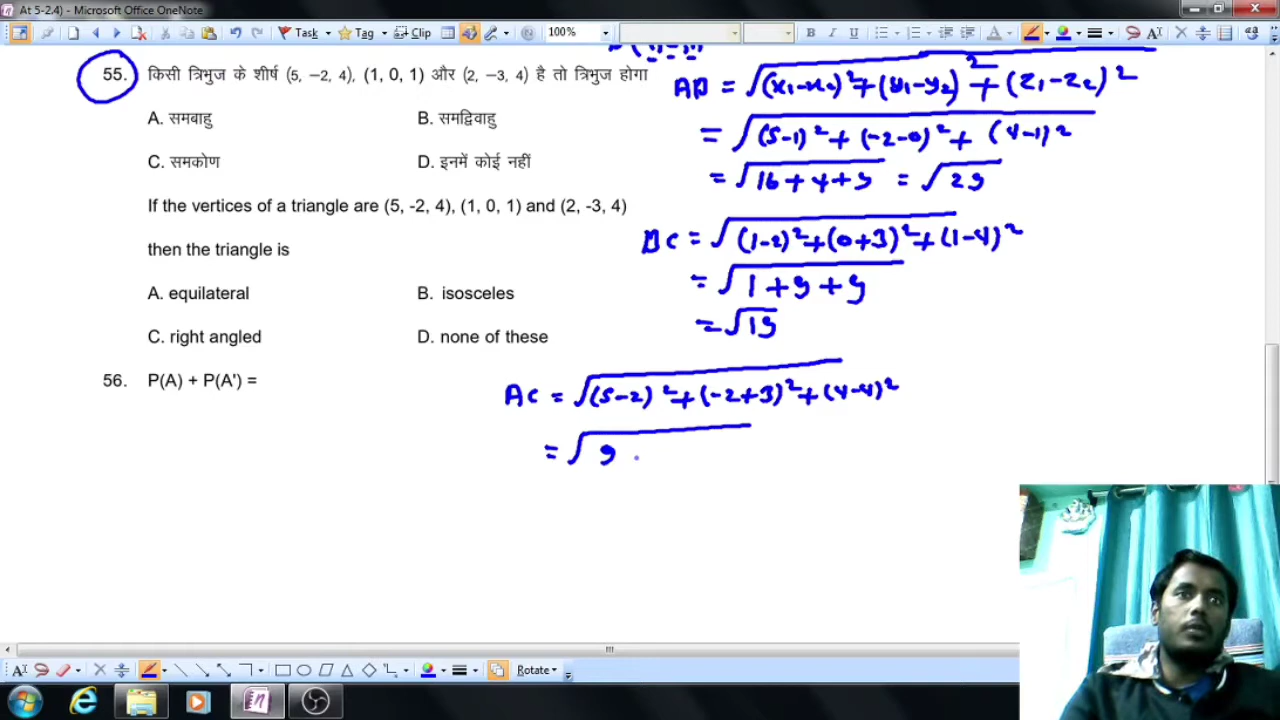 At 5-2.4) - Microsoft Office OneNote
Task Tag Clip 100% B I U
55. किसी त्रिभुज के शीर्ष (5, −2, 4), (1, 0, 1) और (2, −3, 4) है तो त्रिभुज होगा
A. समबाहु B. समद्विवाहु
C. समकोण D. इनमें कोई नहीं
If the vertices of a triangle are (5, -2, 4), (1, 0, 1) and (2, -3, 4)
then the triangle is
A. equilateral B. isosceles
C. right angled D. none of these
56. P(A) + P(A') =
AB = √(x₁-x₂)²+(y₁-y₂)²+(z₁-z₂)²
= √(5-1)²+(-2-0)²+(4-1)²
= √16+4+9 = √29
BC = √(1-2)²+(0+3)²+(1-4)²
= √1+9+9
= √19
AC = √(5-2)²+(-2+3)²+(4-4)²
= √9
Rotate